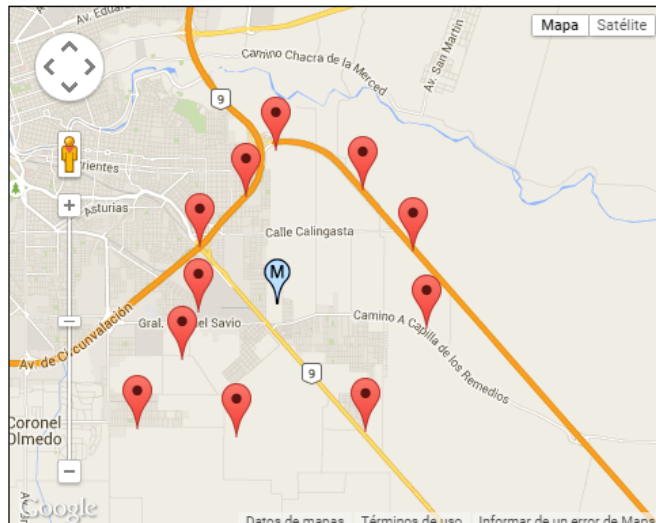 Av. Eduar
Mapa
Satélite
Camino Chacra de la Merced
Av. San Martín
9
rrientes
Asturias
Calle Calingasta
M
Gral.
el Savio
Camino A Capilla de los Remedios
Av. de Circunvalación
9
Coronel
Olmedo
Google
Datos de mapas
Términos de uso
Informar de un error de Maps